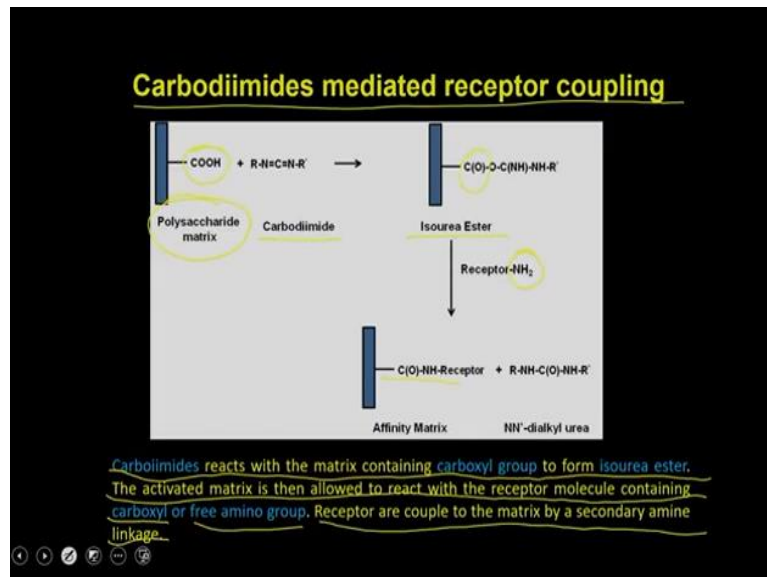 Carbodiimides mediated receptor coupling
COOH + R-N=C=N-R'
C(O)-O-C(NH)-NH-R'
Polysaccharide
matrix
Carbodiimide
Isourea Ester
Receptor-NH2
C(O)-NH-Receptor + R-NH-C(O)-NH-R'
Affinity Matrix
NN'-dialkyl urea
Carboiimides reacts with the matrix containing carboxyl group to form isourea ester.
The activated matrix is then allowed to react with the receptor molecule containing
carboxyl or free amino group. Receptor are couple to the matrix by a secondary amine
linkage.